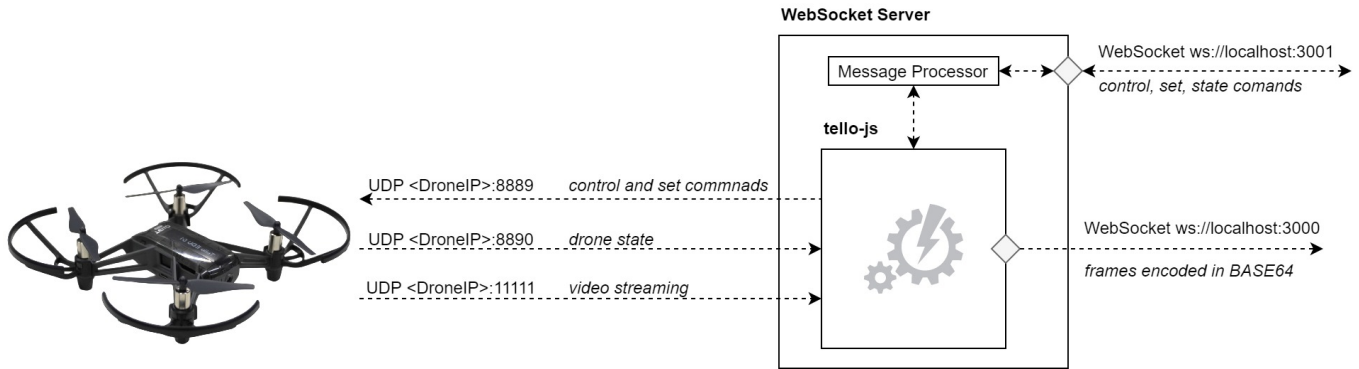 WebSocket Server
Message Processor
WebSocket ws://localhost:3001
control, set, state comands
tello-js
UDP <DroneIP>:8889 control and set commnads
UDP <DroneIP>:8890 drone state
UDP <DroneIP>:11111 video streaming
WebSocket ws://localhost:3000
frames encoded in BASE64